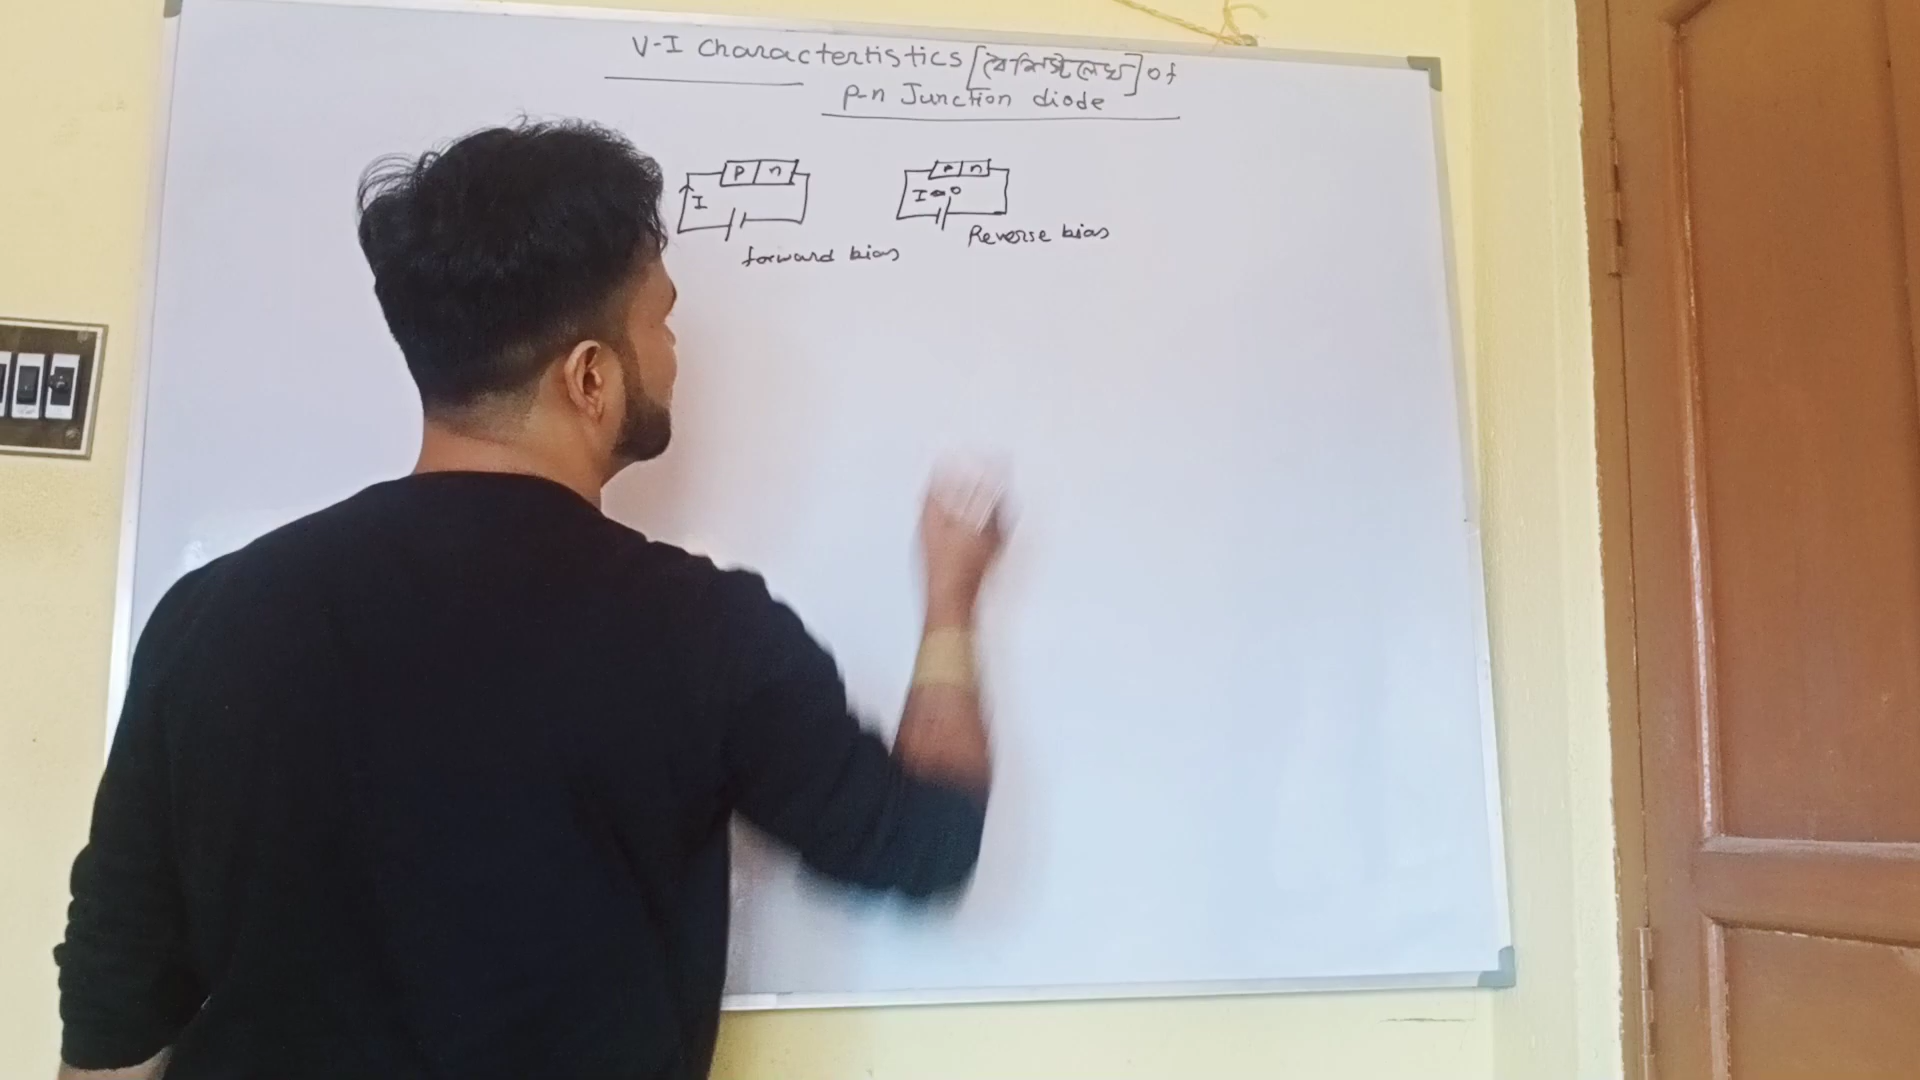 V-I Charactertistics [বৈশিষ্ট্যলেখ] of
p-n Junction diode
P n
I
forward bias
P n
I≈0
Reverse bias